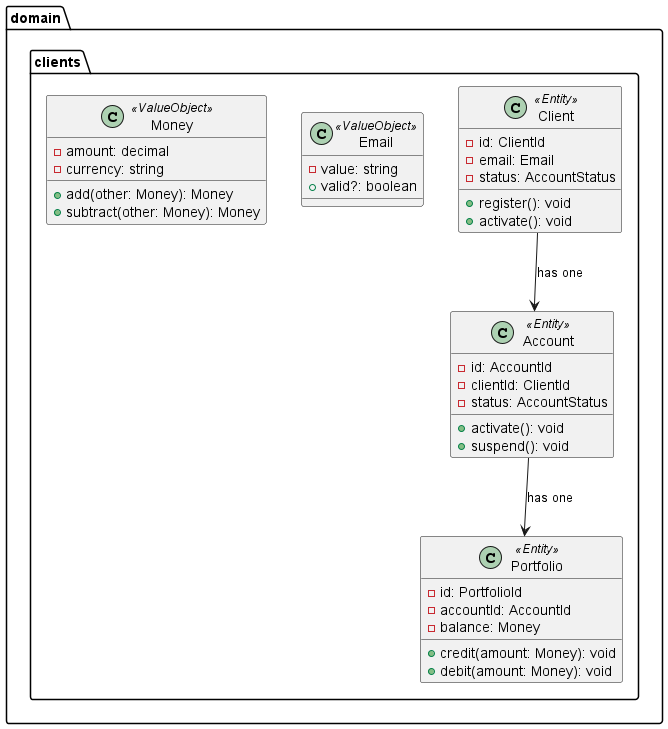 domain
clients
C «ValueObject»
Money
amount: decimal
currency: string
add(other: Money): Money
subtract(other: Money): Money
C «ValueObject»
Email
value: string
valid?: boolean
C «Entity»
Client
id: ClientId
email: Email
status: AccountStatus
register(): void
activate(): void
has one
C «Entity»
Account
id: AccountId
clientId: ClientId
status: AccountStatus
activate(): void
suspend(): void
has one
C «Entity»
Portfolio
id: PortfolioId
accountId: AccountId
balance: Money
credit(amount: Money): void
debit(amount: Money): void